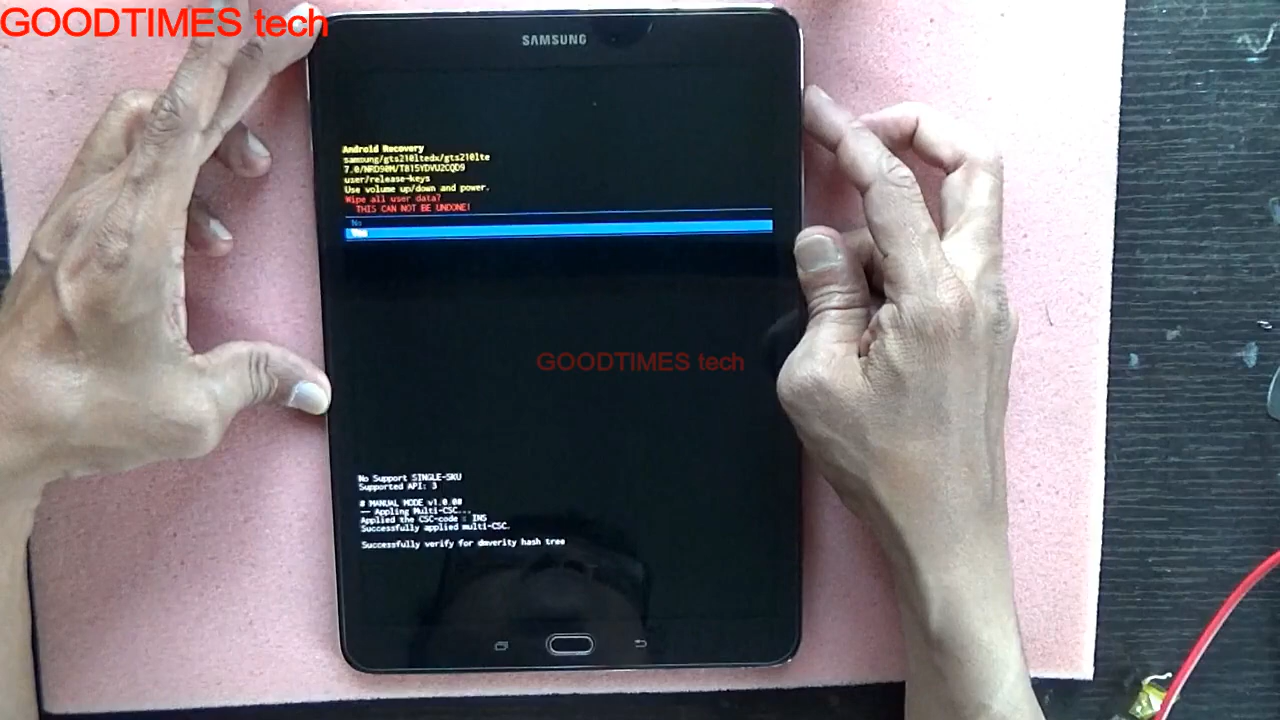 GOODTIMES tech
SAMSUNG
Android Recovery
samsung/gts210ltedx/gts210lte
7.0/NRD90M/T815YDVU2CQD9
user/release-keys
Use volume up/down and power.
Wipe all user data?
THIS CAN NOT BE UNDONE!
No
Yes
GOODTIMES tech
No Support SINGLE-SKU
Supported API: 3
# MANUAL MODE v1.0.0#
-- Appling Multi-CSC...
Applied the CSC-code : INS
Successfully applied multi-CSC.
Successfully verify for dmverity hash tree